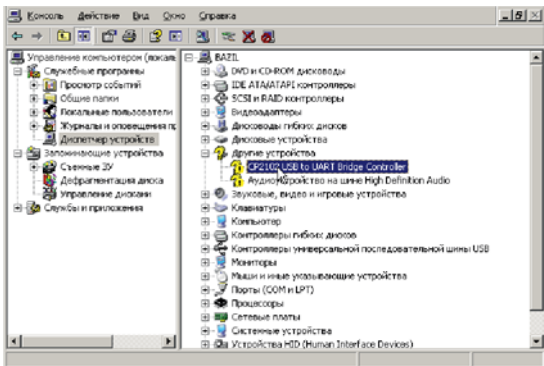 Консоль Действие Вид Окно Справка
Управление компьютером (локаль
Служебные программы
Просмотр событий
Общие папки
Локальные пользователи
Журналы и оповещения пр
Диспетчер устройств
Запоминающие устройства
Съемные ЗУ
Дефрагментация диска
Управление дисками
Службы и приложения
BAZIL
DVD и CD-ROM дисководы
IDE ATA/ATAPI контроллеры
SCSI и RAID контроллеры
Видеоадаптеры
Дисководы гибких дисков
Дисковые устройства
Другие устройства
CP2102 USB to UART Bridge Controller
Аудиоустройство на шине High Definition Audio
Звуковые, видео и игровые устройства
Клавиатуры
Компьютер
Контроллеры гибких дисков
Контроллеры универсальной последовательной шины USB
Мониторы
Мыши и иные указывающие устройства
Порты (COM и LPT)
Процессоры
Сетевые платы
Системные устройства
Устройства HID (Human Interface Devices)